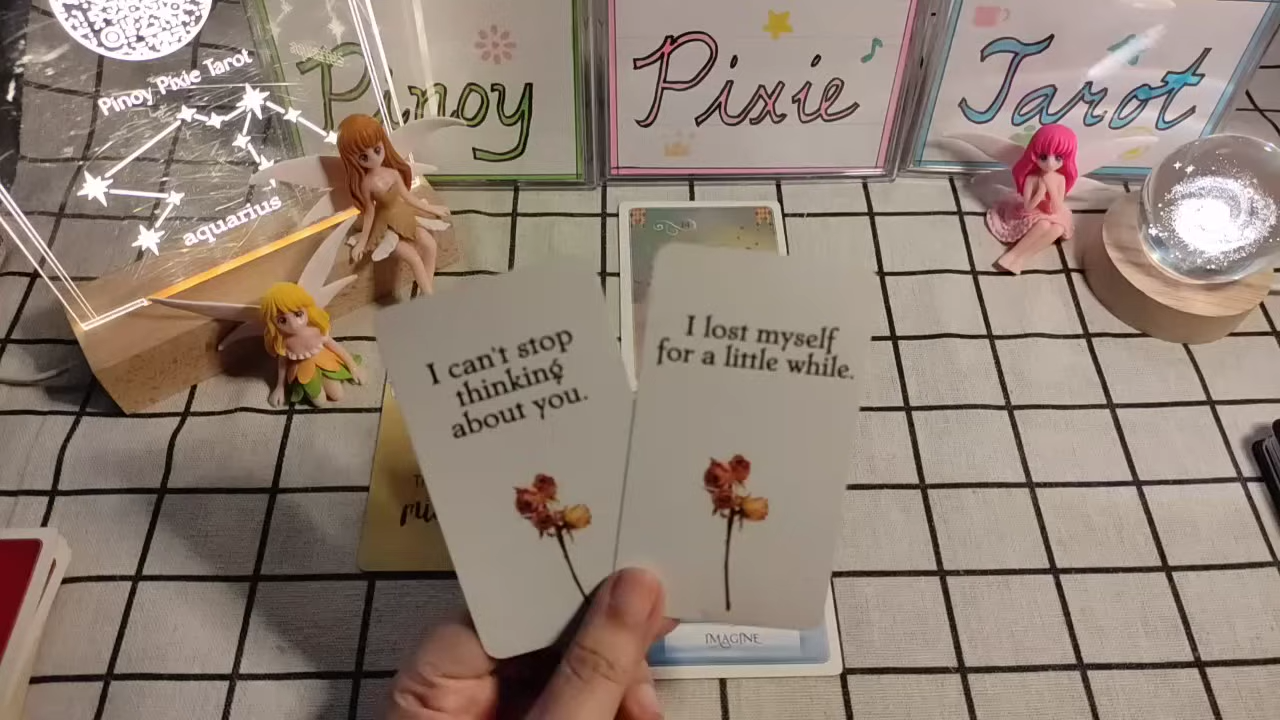 Pinoy Pixie Tarot
aquarius
Pinoy
Pixie
Tarot
I can't stop
thinking
about you.
I lost myself
for a little while.
IMAGINE